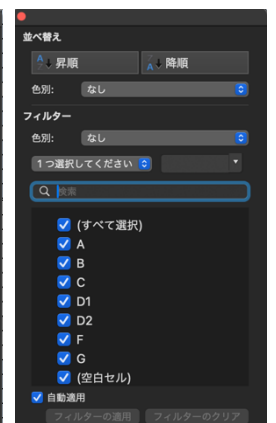 並べ替え
昇順 降順
色別: なし
フィルター
色別: なし
1つ選択してください
検索
(すべて選択)
A
B
C
D1
D2
F
G
(空白セル)
自動適用
フィルターの適用 フィルターのクリア